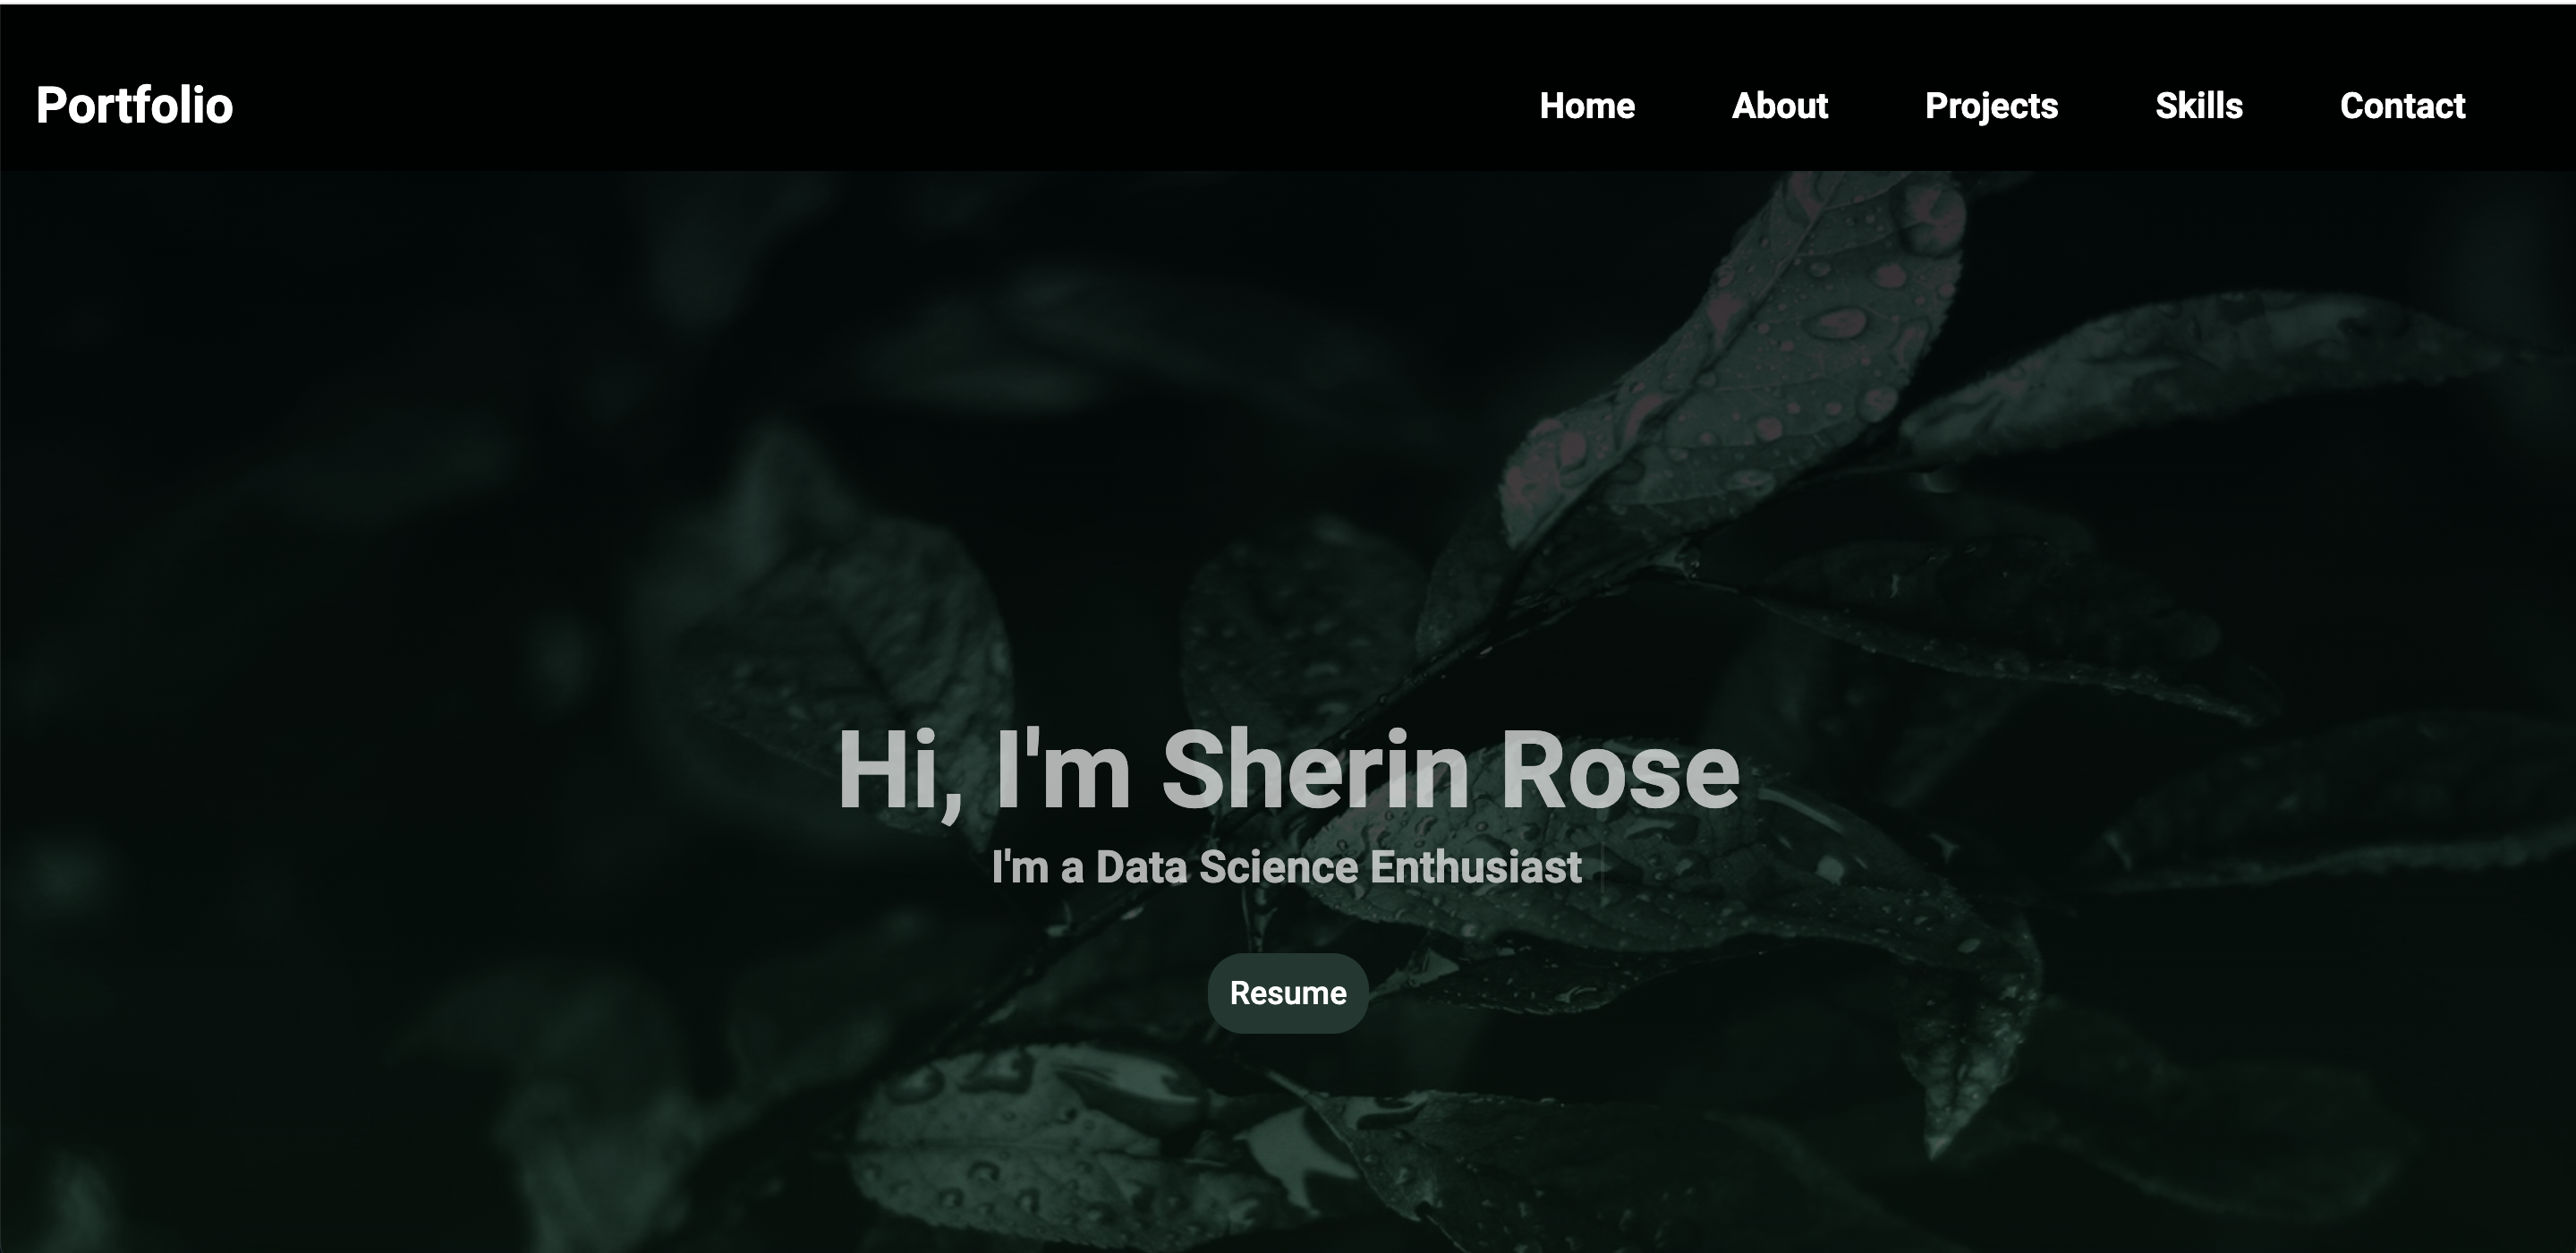 Portfolio
Home About Projects Skills Contact
Hi, I'm Sherin Rose
I'm a Data Science Enthusiast
Resume